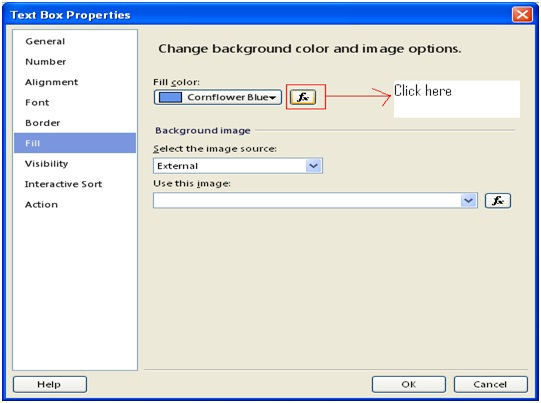 Text Box Properties
General
Number
Alignment
Font
Border
Fill
Visibility
Interactive Sort
Action
Change background color and image options.
Fill color:
Cornflower Blue
fx
Click here
Background image
Select the image source:
External
Use this image:
fx
Help
OK
Cancel